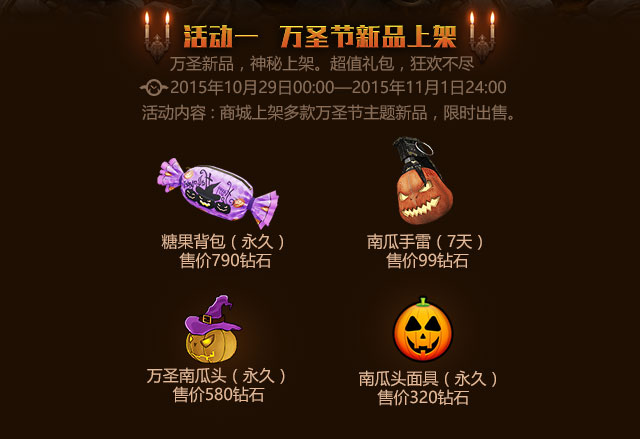 活动一 万圣节新品上架
万圣新品，神秘上架。超值礼包，狂欢不尽
2015年10月29日00:00—2015年11月1日24:00
活动内容：商城上架多款万圣节主题新品，限时出售。
糖果背包（永久）
售价790钻石
南瓜手雷（7天）
售价99钻石
万圣南瓜头（永久）
售价580钻石
南瓜头面具（永久）
售价320钻石